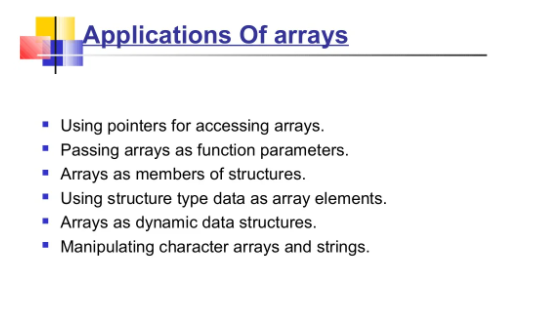 Applications Of arrays
Using pointers for accessing arrays.
Passing arrays as function parameters.
Arrays as members of structures.
Using structure type data as array elements.
Arrays as dynamic data structures.
Manipulating character arrays and strings.